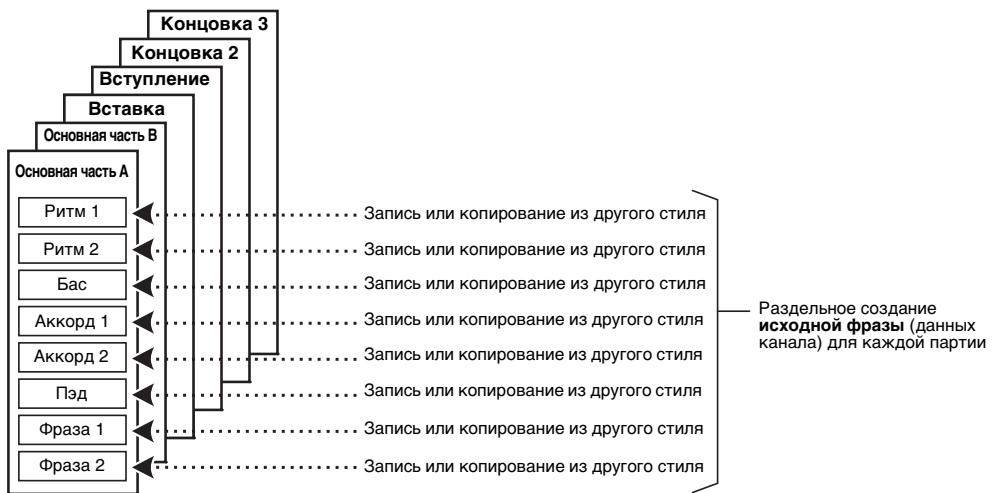 Концовка 3
Концовка 2
Вступление
Вставка
Основная часть B
Основная часть A
Ритм 1
Запись или копирование из другого стиля
Ритм 2
Запись или копирование из другого стиля
Бас
Запись или копирование из другого стиля
Аккорд 1
Запись или копирование из другого стиля
Аккорд 2
Запись или копирование из другого стиля
Пэд
Запись или копирование из другого стиля
Фраза 1
Запись или копирование из другого стиля
Фраза 2
Запись или копирование из другого стиля
Раздельное создание
исходной фразы (данных
канала) для каждой партии